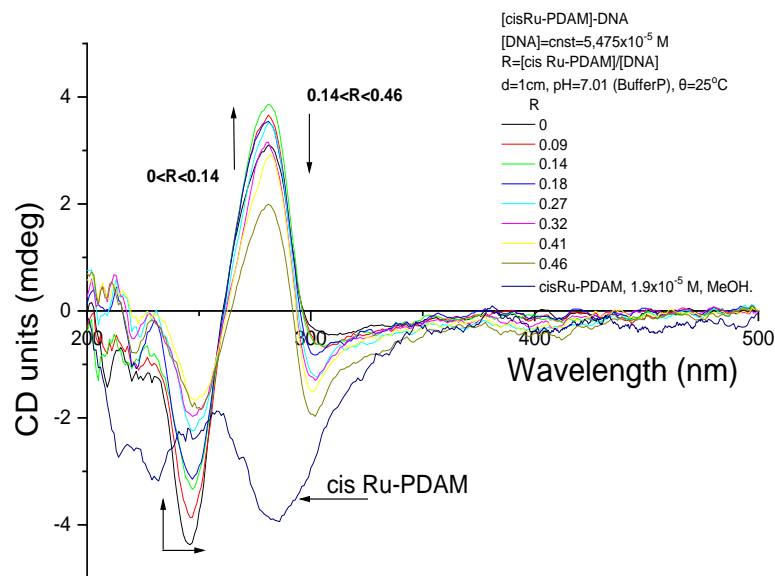 [cisRu-PDAM]-DNA
[DNA]=cnst=5,475x10⁻⁵ M
R=[cis Ru-PDAM]/[DNA]
d=1cm, pH=7.01 (BufferP), θ=25°C
R
0
0.09
0.14
0.18
0.27
0.32
0.41
0.46
cisRu-PDAM, 1.9x10⁻⁵ M, MeOH.
0.14<R<0.46
0<R<0.14
4
2
0
-2
-4
CD units (mdeg)
200
300
400
500
Wavelength (nm)
cis Ru-PDAM